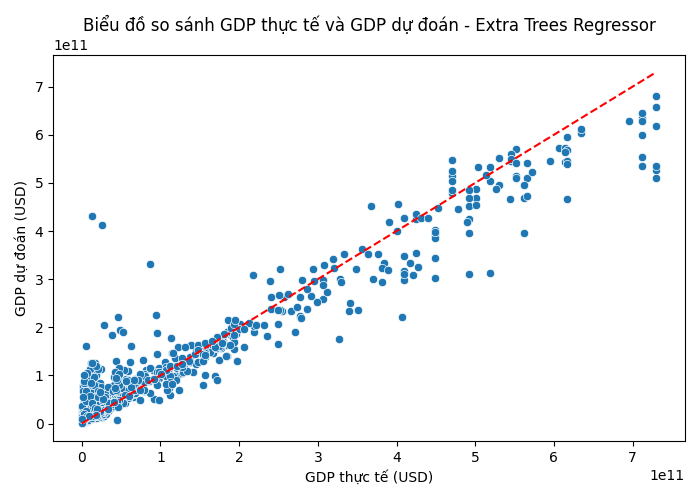 Biểu đồ so sánh GDP thực tế và GDP dự đoán - Extra Trees Regressor
1e11
7
6
5
4
3
2
1
0
GDP dự đoán (USD)
0 1 2 3 4 5 6 7
1e11
GDP thực tế (USD)